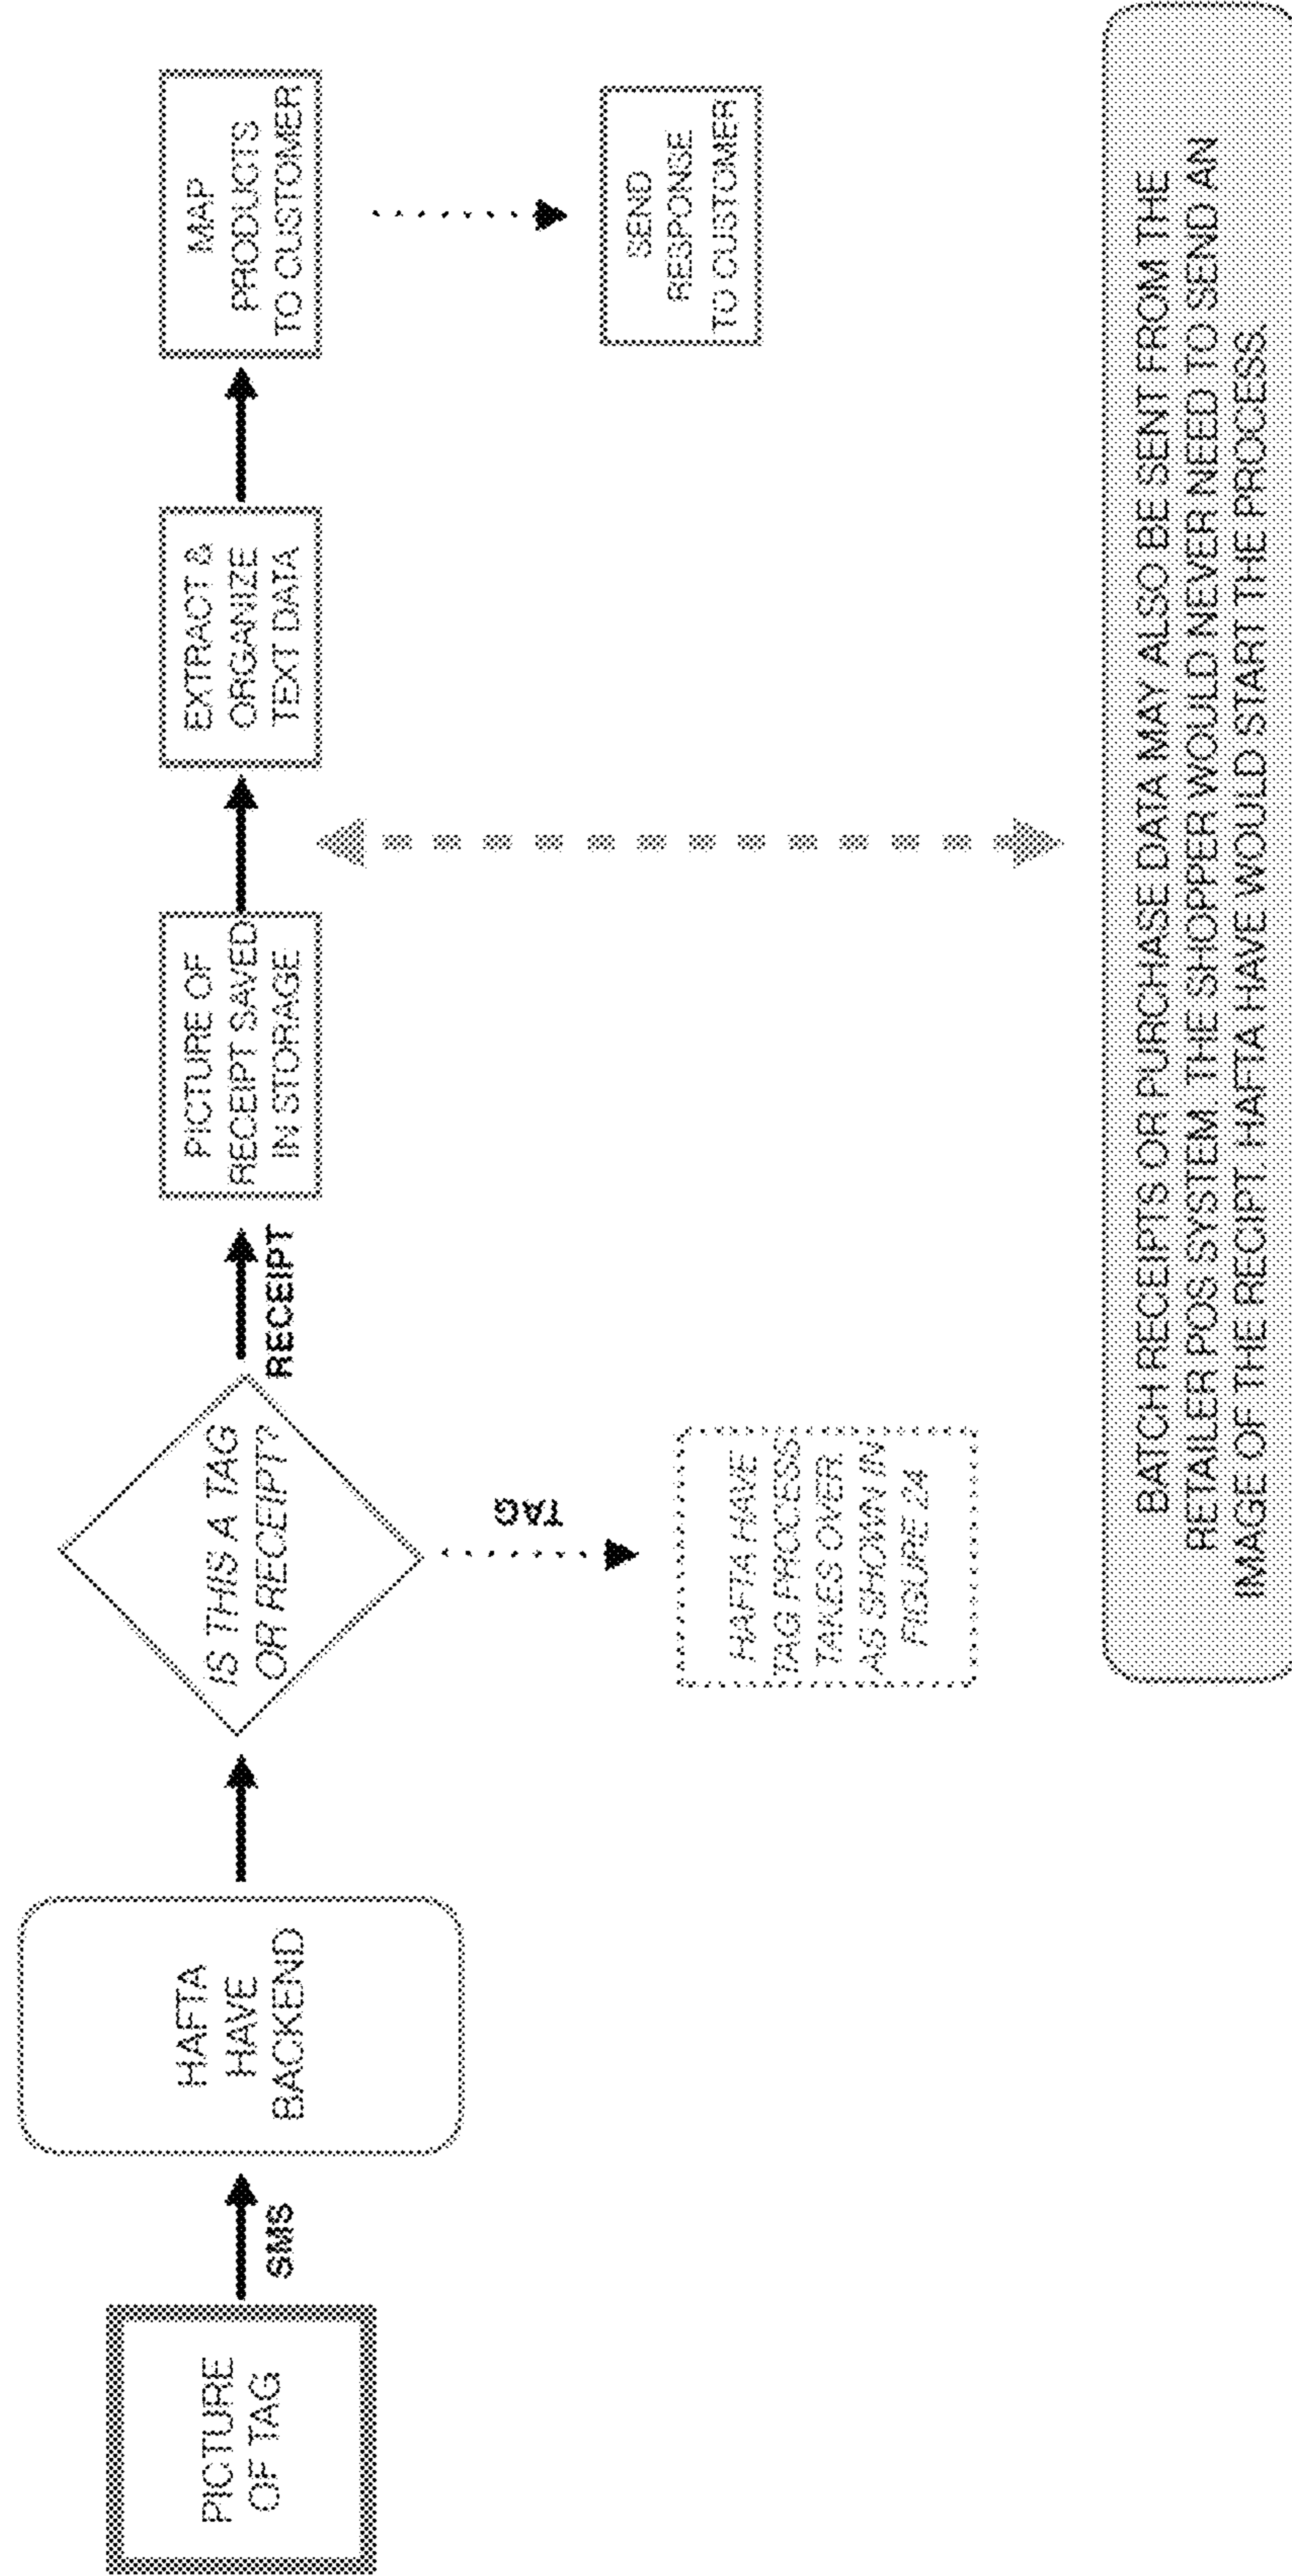 PICTURE
OF TAG
SMS
HAFTA
HAVE
BACKEND
IS THIS A TAG
OR RECEIPT?
RECEIPT
TAG
HAFTA HAVE
TAG PROCESS
TAKES OVER
AS SHOWN IN
FIGURE 24
PICTURE OF
RECEIPT SAVED
IN STORAGE
EXTRACT &
ORGANIZE
TEXT DATA
MAP
PRODUCTS
TO CUSTOMER
SEND
RESPONSE
TO CUSTOMER
BATCH RECEIPTS OR PURCHASE DATA MAY ALSO BE SENT FROM THE
RETAILER POS SYSTEM. THE SHOPPER WOULD NEVER NEED TO SEND AN
IMAGE OF THE RECIPT. HAFTA HAVE WOULD START THE PROCESS.